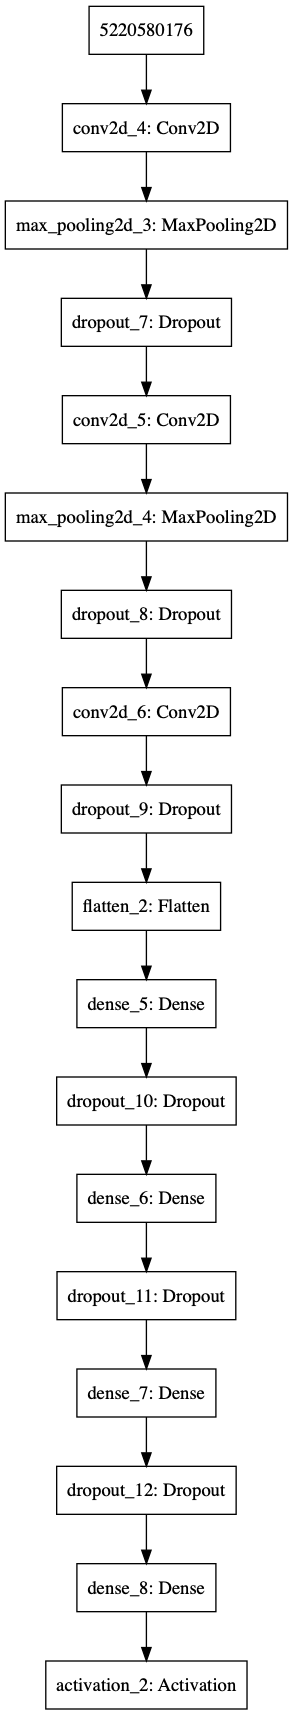 5220580176
conv2d_4: Conv2D
max_pooling2d_3: MaxPooling2D
dropout_7: Dropout
conv2d_5: Conv2D
max_pooling2d_4: MaxPooling2D
dropout_8: Dropout
conv2d_6: Conv2D
dropout_9: Dropout
flatten_2: Flatten
dense_5: Dense
dropout_10: Dropout
dense_6: Dense
dropout_11: Dropout
dense_7: Dense
dropout_12: Dropout
dense_8: Dense
activation_2: Activation